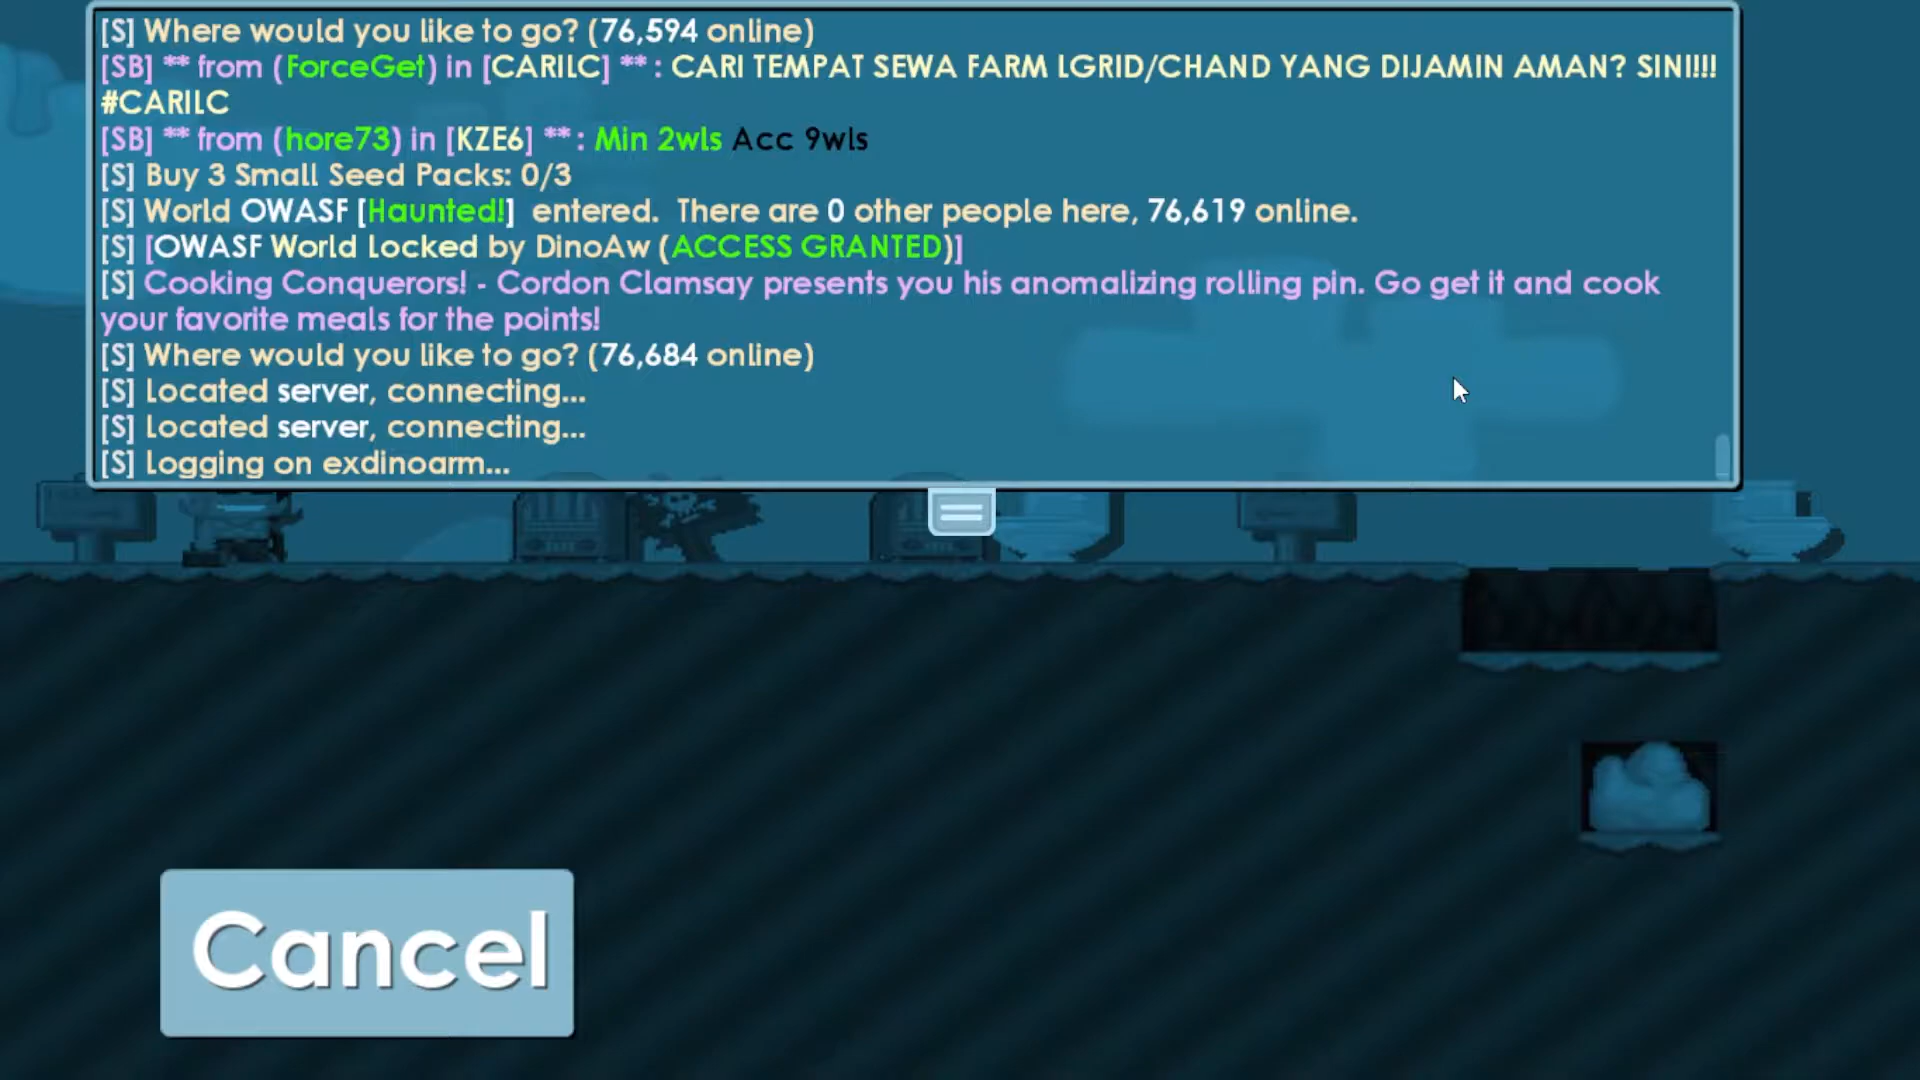 [S] Where would you like to go? (76,594 online)
[SB] ** from (ForceGet) in [CARILC] ** : CARI TEMPAT SEWA FARM LGRID/CHAND YANG DIJAMIN AMAN? SINI!!!
#CARILC
[SB] ** from (hore73) in [KZE6] ** : Min 2wls Acc 9wls
[S] Buy 3 Small Seed Packs: 0/3
[S] World OWASF [Haunted!]  entered.  There are 0 other people here, 76,619 online.
[S] [OWASF World Locked by DinoAw (ACCESS GRANTED)]
[S] Cooking Conquerors! - Cordon Clamsay presents you his anomalizing rolling pin. Go get it and cook
your favorite meals for the points!
[S] Where would you like to go? (76,684 online)
[S] Located server, connecting...
[S] Located server, connecting...
[S] Logging on exdinoarm...
Cancel